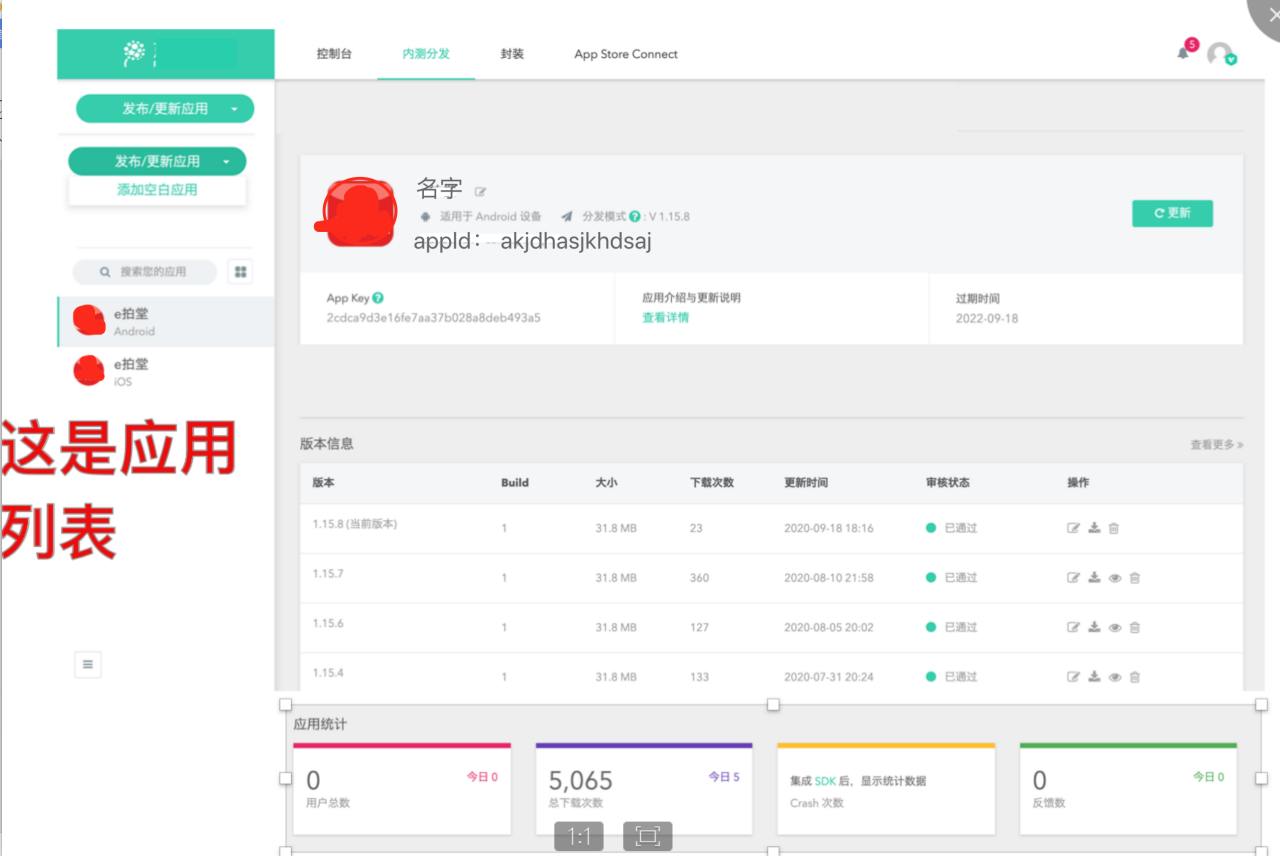 控制台 内测分发 封装 App Store Connect 5
发布/更新应用
发布/更新应用
添加空白应用
搜索您的应用
e拍堂
Android
e拍堂
iOS
这是应用
列表
名字
适用于 Android 设备 分发模式 ? : V 1.15.8
appId: akjdhasjkhdsaj
更新
App Key ?
2cdca9d3e16fe7aa37b028a8deb493a5
应用介绍与更新说明
查看详情
过期时间
2022-09-18
版本信息 查看更多 »
版本 Build 大小 下载次数 更新时间 审核状态 操作
1.15.8 (当前版本) 1 31.8 MB 23 2020-09-18 18:16 已通过
1.15.7 1 31.8 MB 360 2020-08-10 21:58 已通过
1.15.6 1 31.8 MB 127 2020-08-05 20:02 已通过
1.15.4 1 31.8 MB 133 2020-07-31 20:24 已通过
应用统计
0 今日 0
用户总数
5,065 今日 5
总下载次数
集成 SDK 后，显示统计数据
Crash 次数
0 今日 0
反馈数
1:1